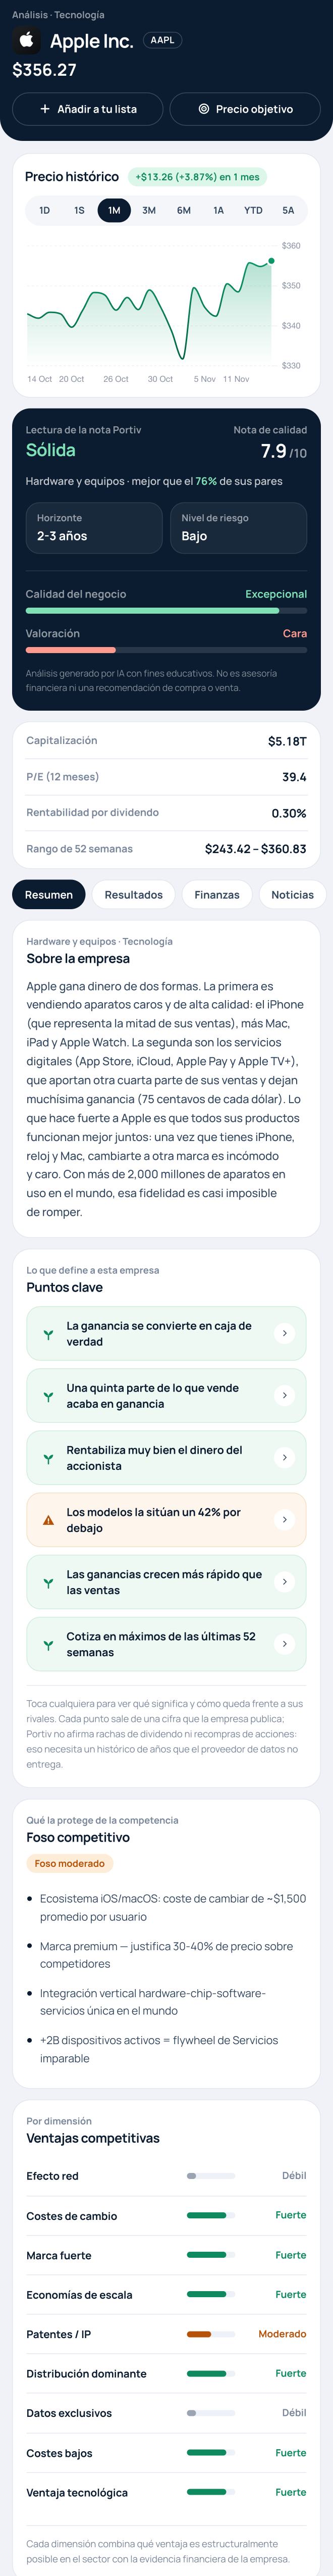 Análisis · Tecnología
Apple Inc. AAPL
$356.27
+ Añadir a tu lista
Precio objetivo
Precio histórico +$13.26 (+3.87%) en 1 mes
1D 1S 1M 3M 6M 1A YTD 5A
$360
$350
$340
$330
14 Oct 20 Oct 26 Oct 30 Oct 5 Nov 11 Nov
Lectura de la nota Portiv Nota de calidad
Sólida 7.9 /10
Hardware y equipos · mejor que el 76% de sus pares
Horizonte
2-3 años
Nivel de riesgo
Bajo
Calidad del negocio Excepcional
Valoración Cara
Análisis generado por IA con fines educativos. No es asesoría
financiera ni una recomendación de compra o venta.
Capitalización $5.18T
P/E (12 meses) 39.4
Rentabilidad por dividendo 0.30%
Rango de 52 semanas $243.42 – $360.83
Resumen Resultados Finanzas Noticias
Hardware y equipos · Tecnología
Sobre la empresa
Apple gana dinero de dos formas. La primera es
vendiendo aparatos caros y de alta calidad: el iPhone
(que representa la mitad de sus ventas), más Mac,
iPad y Apple Watch. La segunda son los servicios
digitales (App Store, iCloud, Apple Pay y Apple TV+),
que aportan otra cuarta parte de sus ventas y dejan
muchísima ganancia (75 centavos de cada dólar). Lo
que hace fuerte a Apple es que todos sus productos
funcionan mejor juntos: una vez que tienes iPhone,
reloj y Mac, cambiarte a otra marca es incómodo
y caro. Con más de 2,000 millones de aparatos en
uso en el mundo, esa fidelidad es casi imposible
de romper.
Lo que define a esta empresa
Puntos clave
La ganancia se convierte en caja de
verdad
Una quinta parte de lo que vende
acaba en ganancia
Rentabiliza muy bien el dinero del
accionista
Los modelos la sitúan un 42% por
debajo
Las ganancias crecen más rápido que
las ventas
Cotiza en máximos de las últimas 52
semanas
Toca cualquiera para ver qué significa y cómo queda frente a sus
rivales. Cada punto sale de una cifra que la empresa publica;
Portiv no afirma rachas de dividendo ni recompras de acciones:
eso necesita un histórico de años que el proveedor de datos no
entrega.
Qué la protege de la competencia
Foso competitivo
Foso moderado
• Ecosistema iOS/macOS: coste de cambiar de ~$1,500
promedio por usuario
• Marca premium — justifica 30-40% de precio sobre
competidores
• Integración vertical hardware-chip-software-
servicios única en el mundo
• +2B dispositivos activos = flywheel de Servicios
imparable
Por dimensión
Ventajas competitivas
Efecto red Débil
Costes de cambio Fuerte
Marca fuerte Fuerte
Economías de escala Fuerte
Patentes / IP Moderado
Distribución dominante Fuerte
Datos exclusivos Débil
Costes bajos Fuerte
Ventaja tecnológica Fuerte
Cada dimensión combina qué ventaja es estructuralmente
posible en el sector con la evidencia financiera de la empresa.